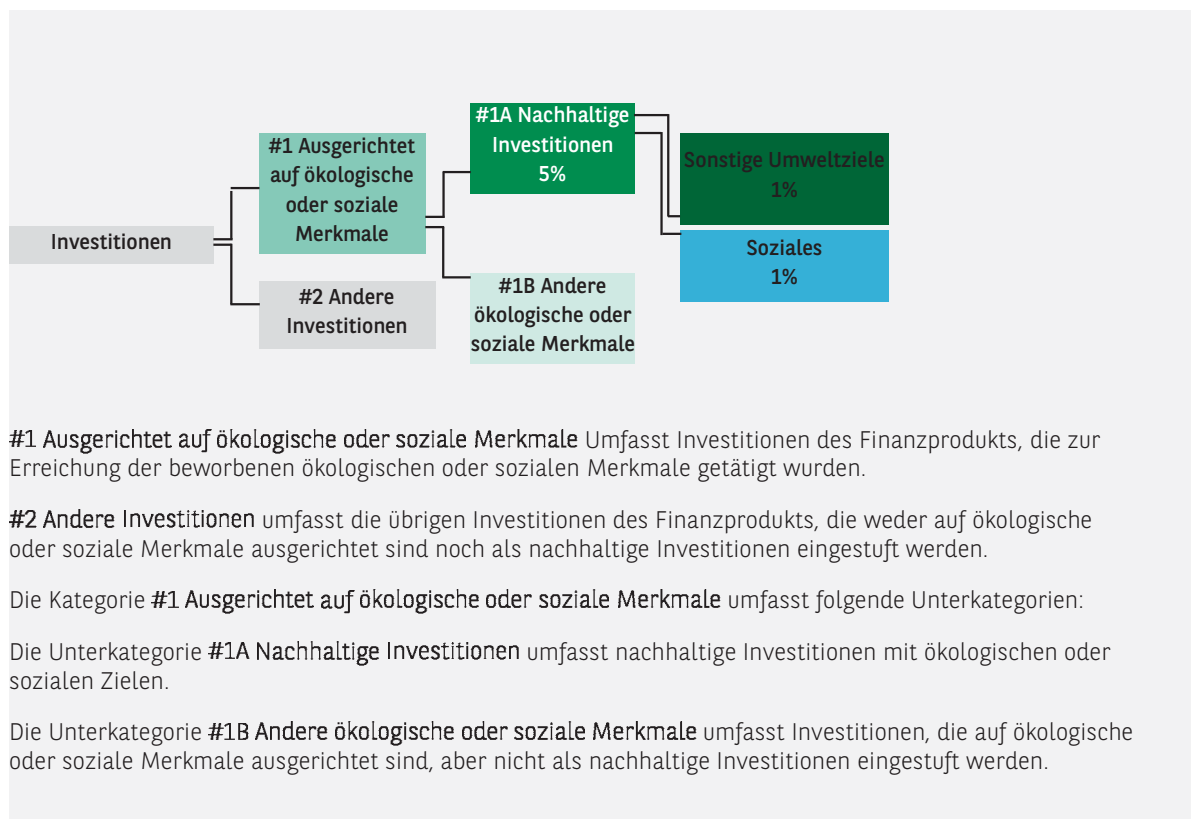 #1A Nachhaltige
Investitionen
5%
#1 Ausgerichtet
auf ökologische
oder soziale
Merkmale
Sonstige Umweltziele
1%
Investitionen
Soziales
1%
#2 Andere
Investitionen
#1B Andere
ökologische oder
soziale Merkmale
#1 Ausgerichtet auf ökologische oder soziale Merkmale Umfasst Investitionen des Finanzprodukts, die zur
Erreichung der beworbenen ökologischen oder sozialen Merkmale getätigt wurden.
#2 Andere Investitionen umfasst die übrigen Investitionen des Finanzprodukts, die weder auf ökologische
oder soziale Merkmale ausgerichtet sind noch als nachhaltige Investitionen eingestuft werden.
Die Kategorie #1 Ausgerichtet auf ökologische oder soziale Merkmale umfasst folgende Unterkategorien:
Die Unterkategorie #1A Nachhaltige Investitionen umfasst nachhaltige Investitionen mit ökologischen oder
sozialen Zielen.
Die Unterkategorie #1B Andere ökologische oder soziale Merkmale umfasst Investitionen, die auf ökologische
oder soziale Merkmale ausgerichtet sind, aber nicht als nachhaltige Investitionen eingestuft werden.